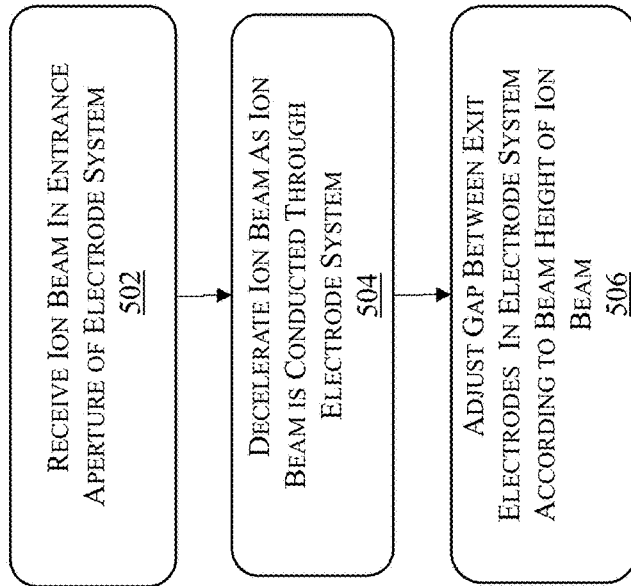 RECEIVE ION BEAM IN ENTRANCE
APERTURE OF ELECTRODE SYSTEM
502
DECELERATE ION BEAM AS ION
BEAM IS CONDUCTED THROUGH
ELECTRODE SYSTEM
504
ADJUST GAP BETWEEN EXIT
ELECTRODES IN ELECTRODE SYSTEM
ACCORDING TO BEAM HEIGHT OF ION
BEAM
506